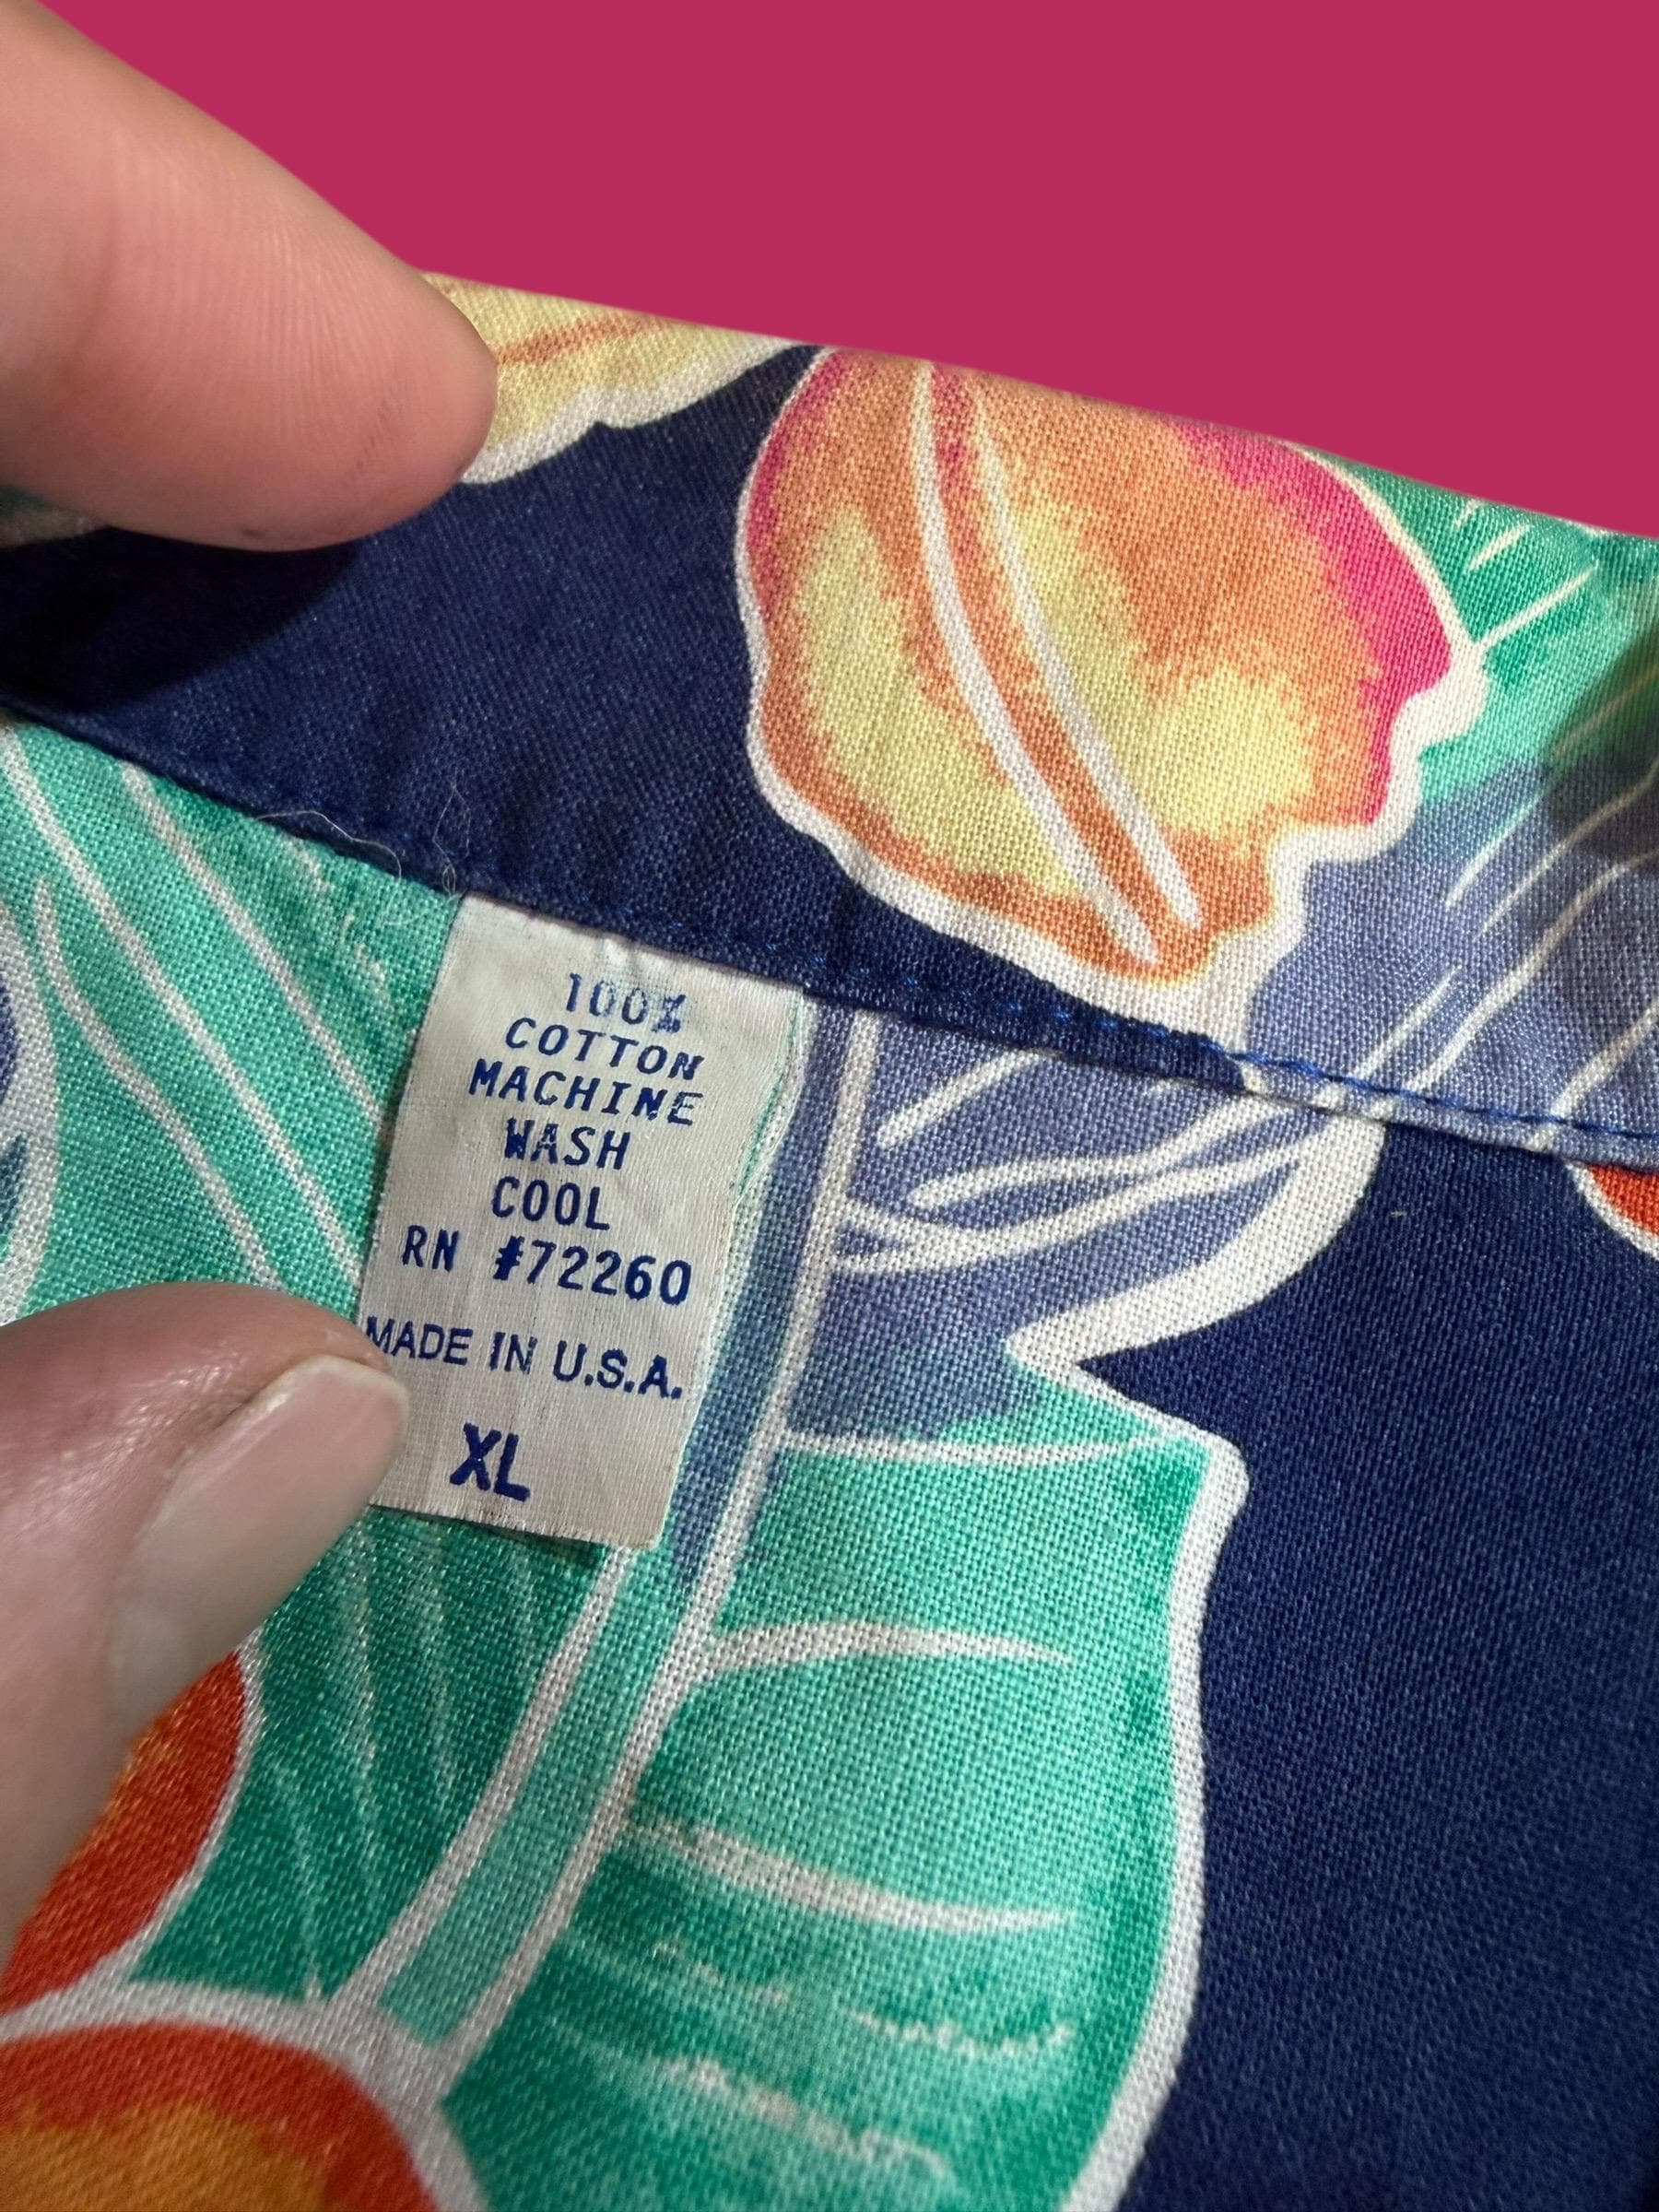 100%
COTTON
MACHINE
WASH
COOL
RN #72260
MADE IN U.S.A.
XL